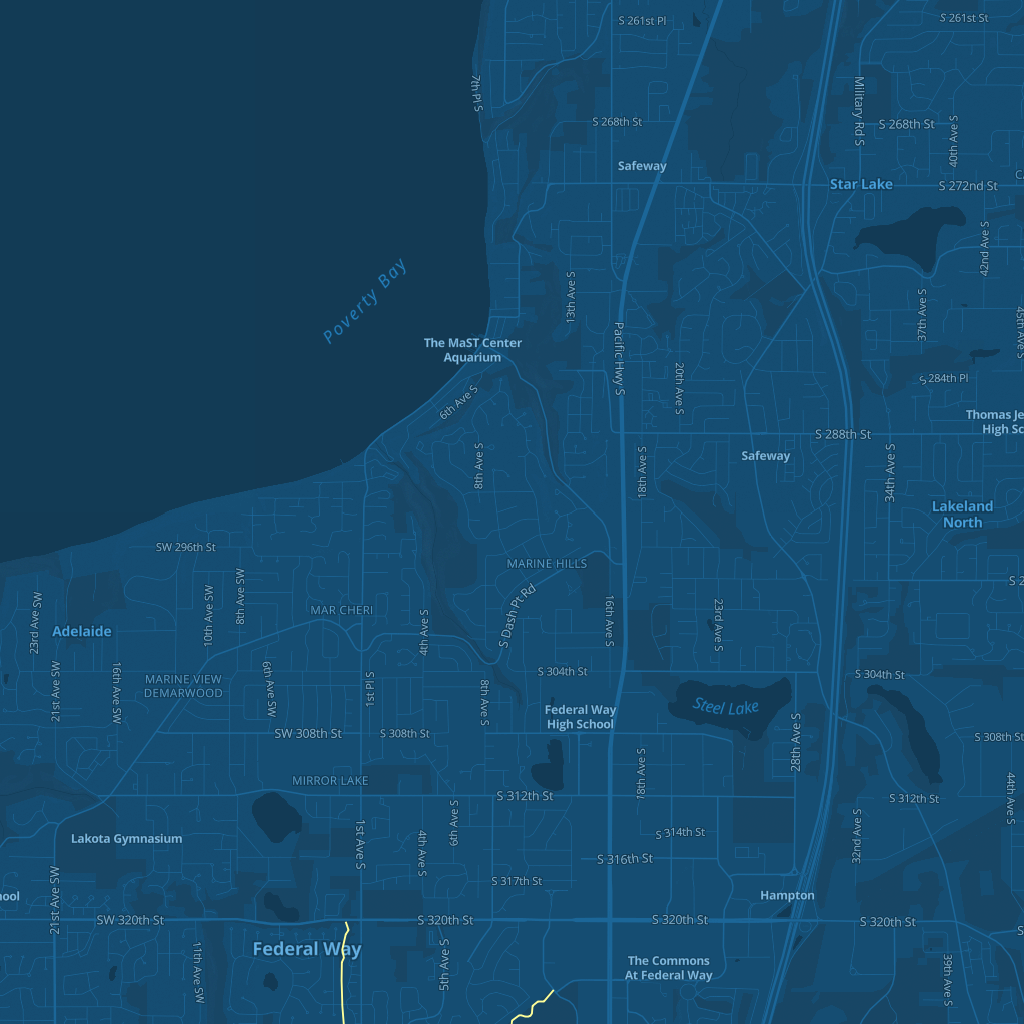 S 261st Pl
S 261st St
7th Pl S
Military Rd S
S 268th St
S 268th St
40th Ave S
Safeway
Star Lake
S 272nd St
42nd Ave S
Poverty Bay
13th Ave S
37th Ave S
45th Ave S
The MaST Center
Aquarium
Pacific Hwy S
20th Ave S
S 284th Pl
6th Ave S
Thomas Je
High Sc
S 288th St
8th Ave S
18th Ave S
Safeway
34th Ave S
Lakeland
North
SW 296th St
MARINE HILLS
S 2
23rd Ave SW
10th Ave SW
8th Ave SW
MAR CHERI
4th Ave S
S Dash Pt Rd
16th Ave S
23rd Ave S
Adelaide
21st Ave SW
16th Ave SW
MARINE VIEW
DEMARWOOD
6th Ave SW
1st Pl S
8th Ave S
S 304th St
S 304th St
Steel Lake
Federal Way
High School
SW 308th St
S 308th St
28th Ave S
S 308th St
MIRROR LAKE
18th Ave S
S 312th St
S 312th St
44th Ave S
Lakota Gymnasium
1st Ave S
4th Ave S
6th Ave S
S 314th St
32nd Ave S
S 316th St
S 317th St
ool
21st Ave SW
Hampton
SW 320th St
S 320th St
S 320th St
S 320th St
S
Federal Way
11th Ave SW
5th Ave S
The Commons
At Federal Way
39th Ave S